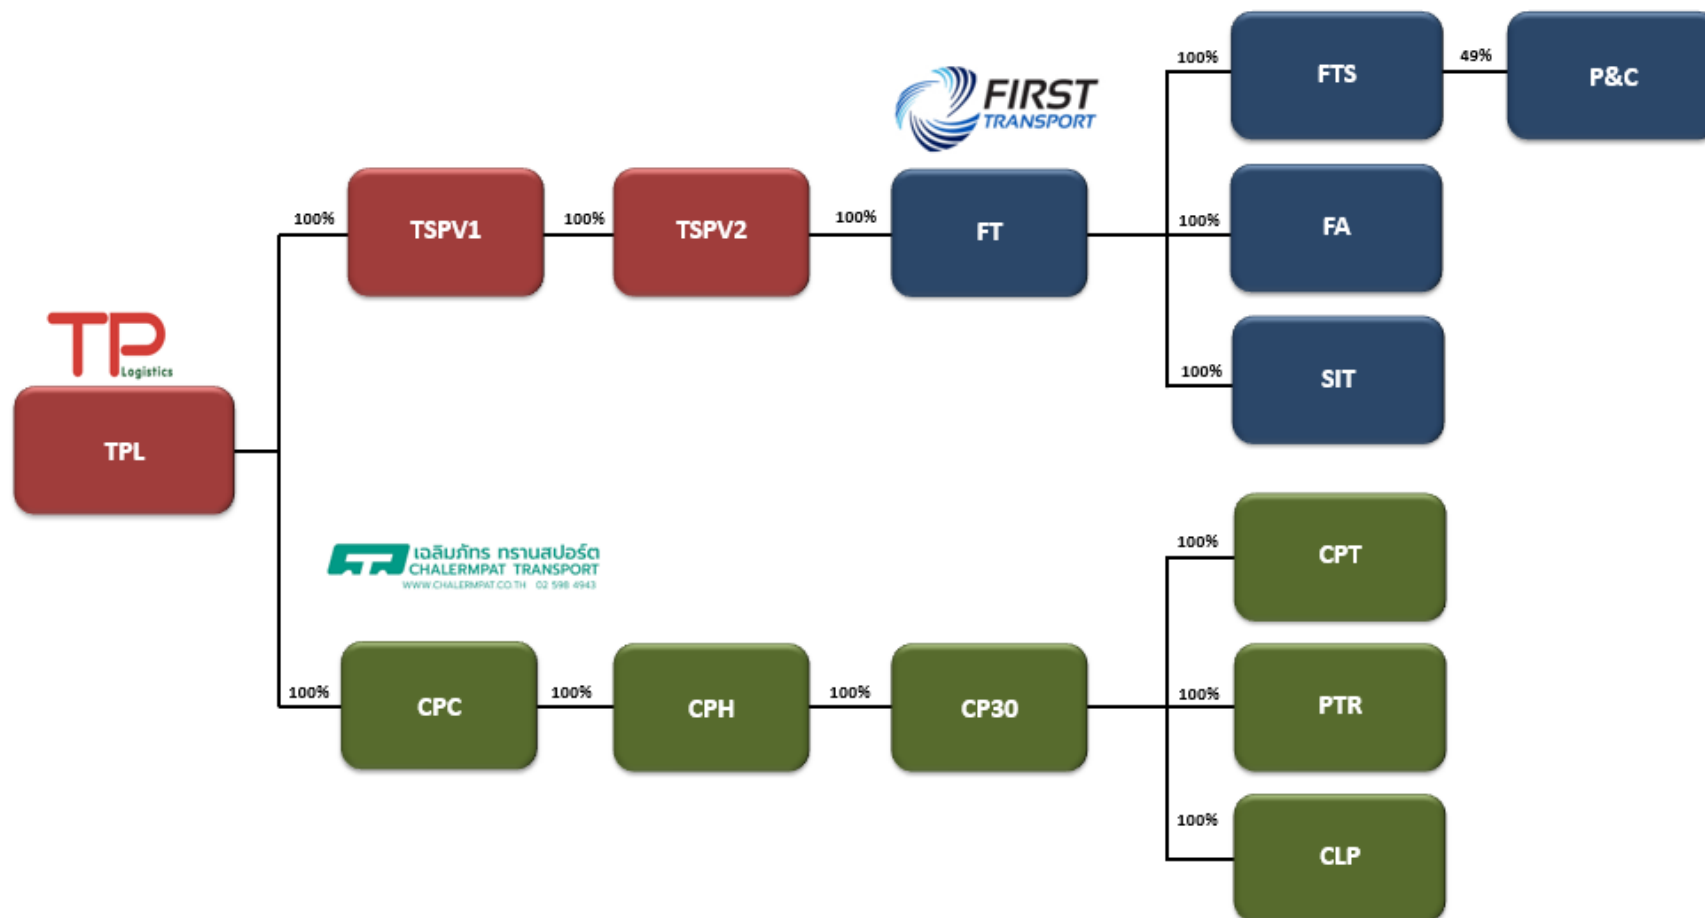 100%
FTS
49%
P&C
FIRST
TRANSPORT
100%
TSPV1
100%
TSPV2
100%
FT
100%
FA
100%
SIT
TP
Logistics
TPL
เฉลิมภัทร ทรานสปอร์ต
CHALERMPAT TRANSPORT
WWW.CHALERMPAT.CO.TH 02 598 4943
100%
CPT
100%
CPC
100%
CPH
100%
CP30
100%
PTR
100%
CLP